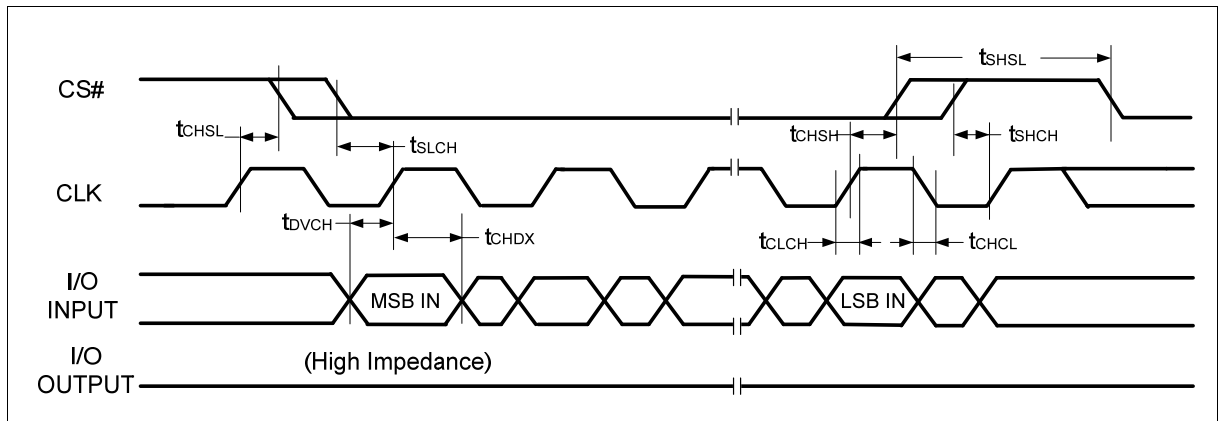 tSHSL
CS#
tCHSL
tCHSH
tSHCH
tSLCH
CLK
tDVCH
tCHDX
tCLCH
tCHCL
I/O
INPUT
MSB IN
LSB IN
I/O
OUTPUT
(High Impedance)